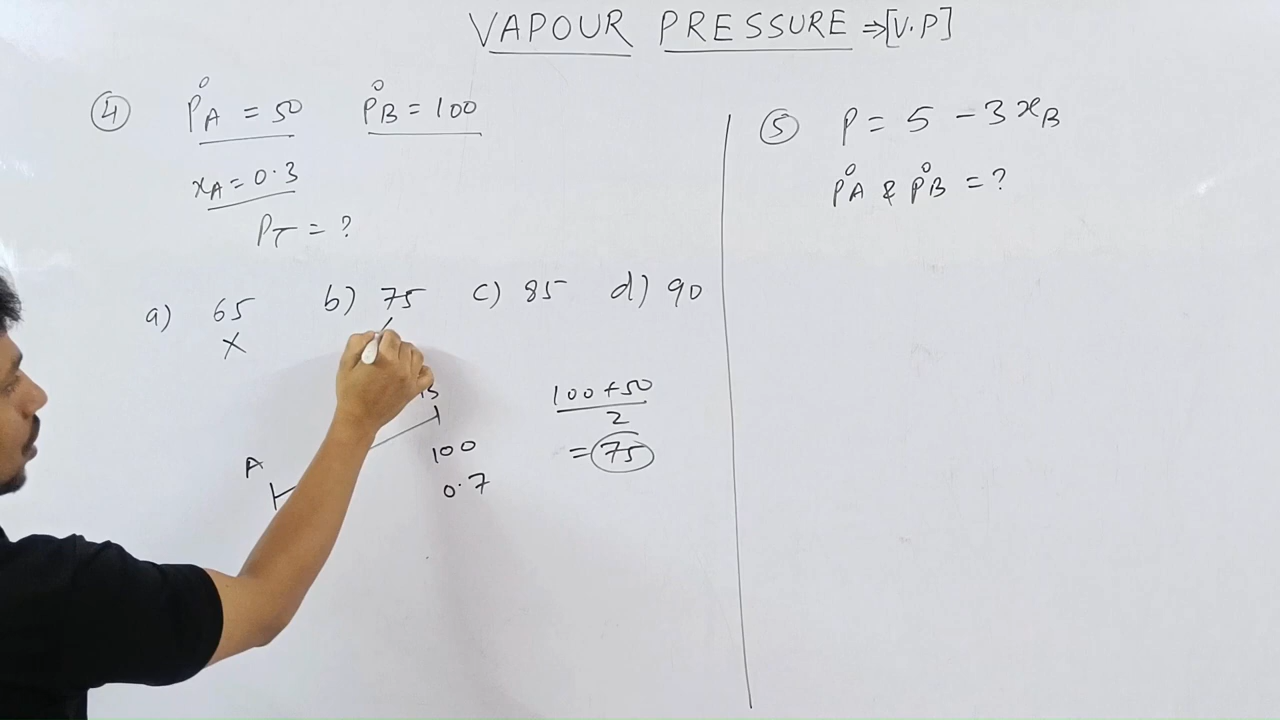 VAPOUR PRESSURE ⇒[V.P]
④ P°A = 50 P°B = 100
xA = 0.3
PT = ?
a) 65 b) 75 c) 85 d) 90
X
A
B
100
0.7
100 + 50
2
= 75
⑤ P = 5 - 3xB
P°A & P°B = ?